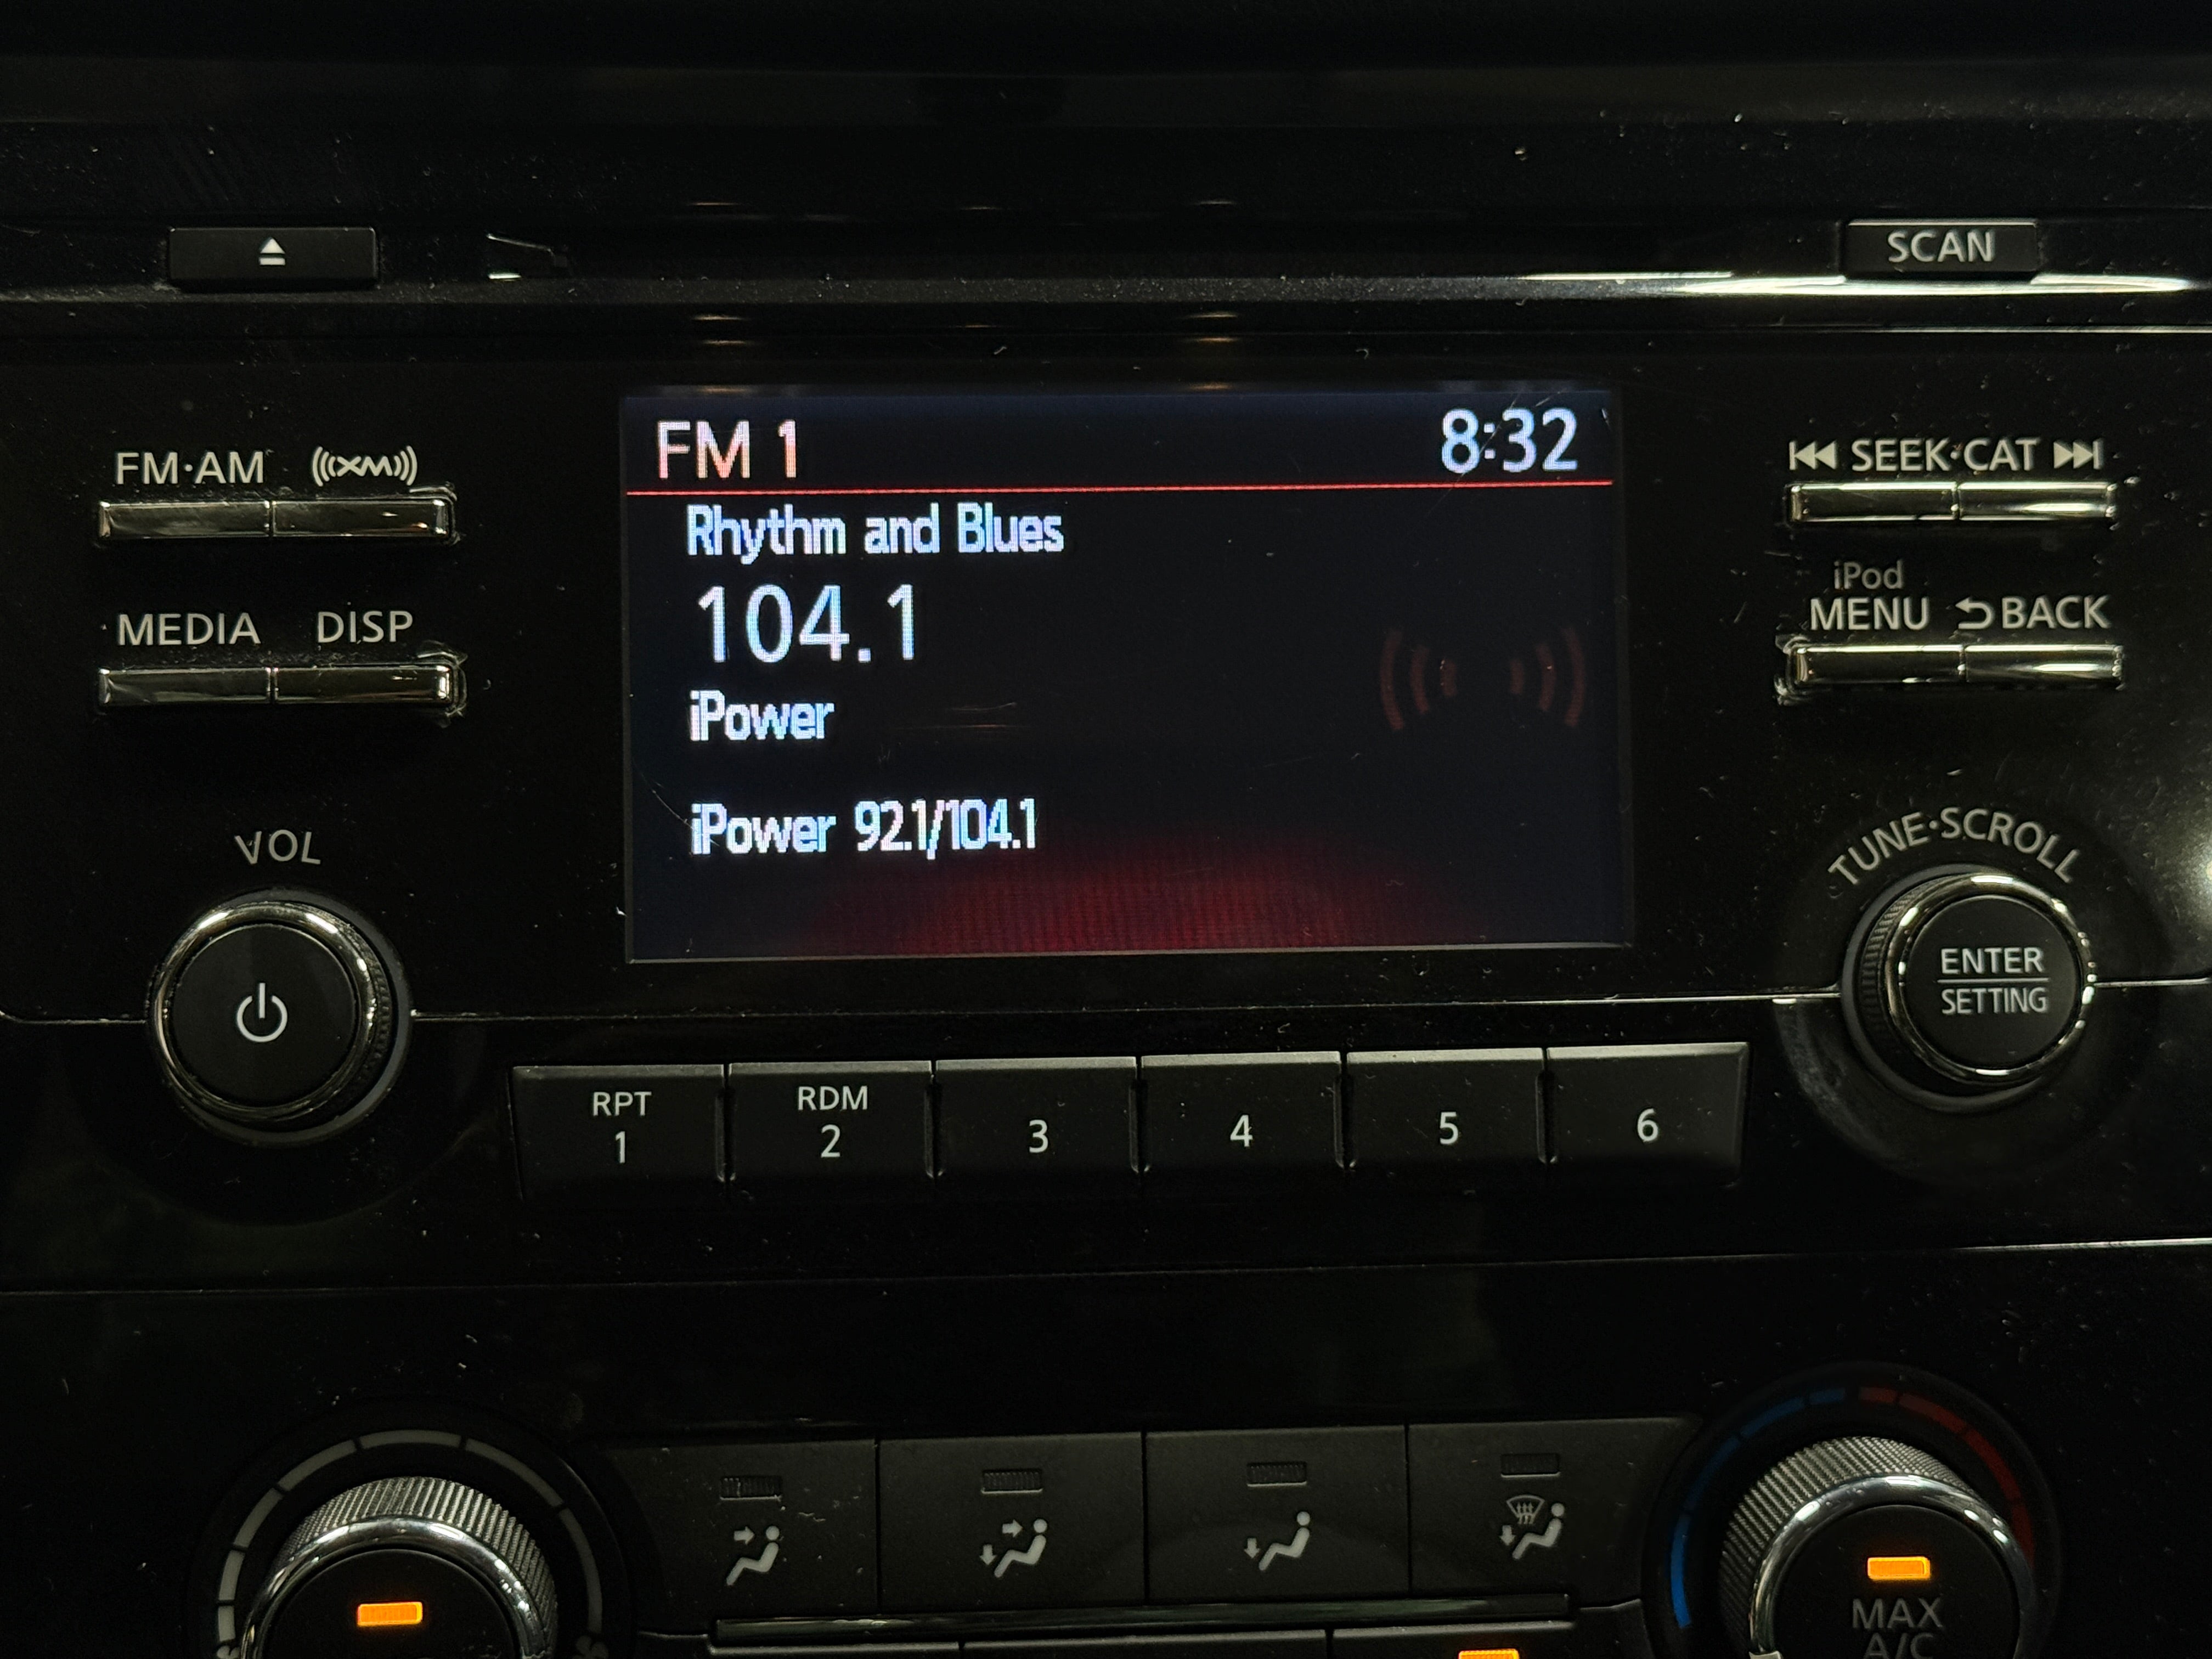 SCAN
FM 1 8:32
FM·AM XM
SEEK·CAT
Rhythm and Blues
104.1
iPod
MEDIA DISP
MENU BACK
iPower
iPower 92.1/104.1
VOL
TUNE·SCROLL
ENTER
SETTING
RPT
1
RDM
2
3
4
5
6
MAX
A/C